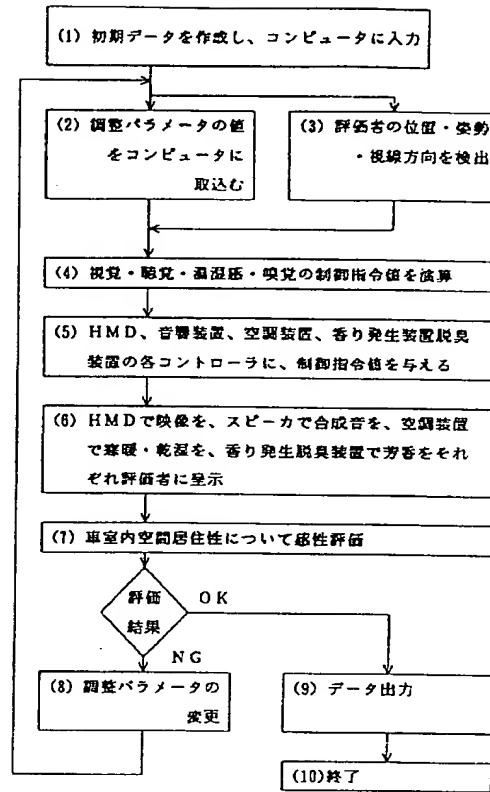 (1) 初期データを作成し、コンピュータに入力
(2) 調整パラメータの値
をコンピュータに
取込む
(3) 評価者の位置・姿勢
・視線方向を検出
(4) 視覚・聴覚・温湿感・嗅覚の制御指令値を演算
(5) HMD、音響装置、空調装置、香り発生装置脱臭
装置の各コントローラに、制御指令値を与える
(6) HMDで映像を、スピーカで合成音を、空調装置
で寒暖・乾湿を、香り発生脱臭装置で芳香をそれ
ぞれ評価者に呈示
(7) 車室内空間居住性について感性評価
評価
結果
OK
NG
(8) 調整パラメータの
変更
(9) データ出力
(10)終了